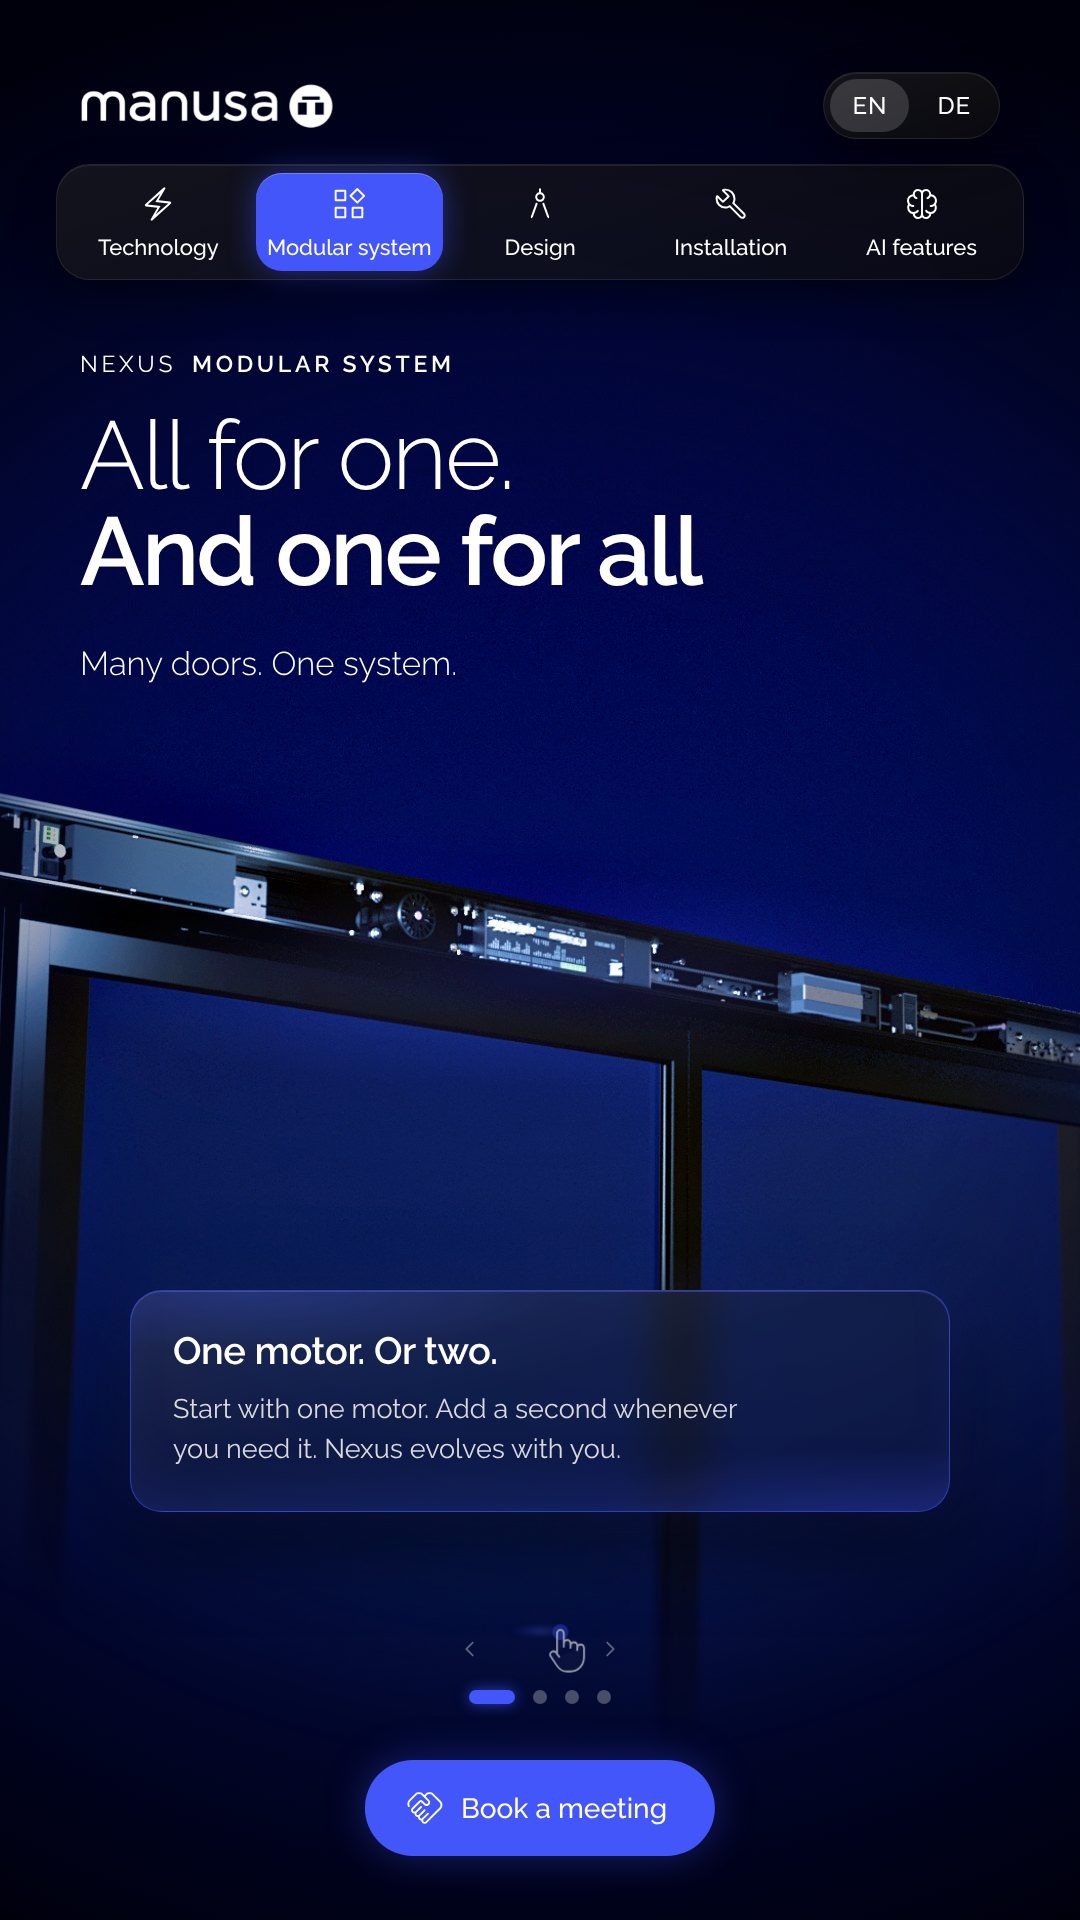 manusa
EN DE
Technology Modular system Design Installation AI features
NEXUS MODULAR SYSTEM
All for one.
And one for all
Many doors. One system.
One motor. Or two.
Start with one motor. Add a second whenever
you need it. Nexus evolves with you.
Book a meeting